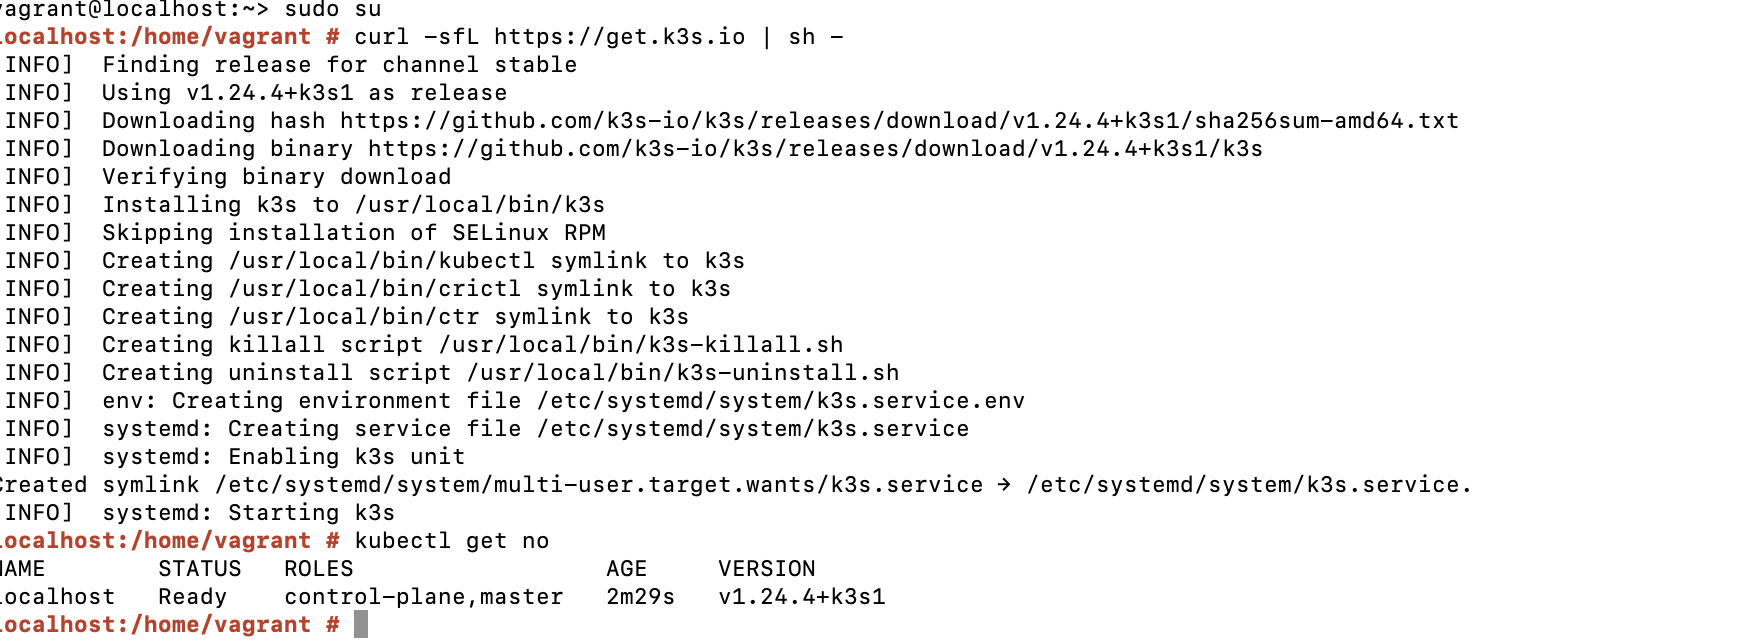 vagrant@localhost:~> sudo su
localhost:/home/vagrant # curl -sfL https://get.k3s.io | sh -
INFO]  Finding release for channel stable
INFO]  Using v1.24.4+k3s1 as release
INFO]  Downloading hash https://github.com/k3s-io/k3s/releases/download/v1.24.4+k3s1/sha256sum-amd64.txt
INFO]  Downloading binary https://github.com/k3s-io/k3s/releases/download/v1.24.4+k3s1/k3s
INFO]  Verifying binary download
INFO]  Installing k3s to /usr/local/bin/k3s
INFO]  Skipping installation of SELinux RPM
INFO]  Creating /usr/local/bin/kubectl symlink to k3s
INFO]  Creating /usr/local/bin/crictl symlink to k3s
INFO]  Creating /usr/local/bin/ctr symlink to k3s
INFO]  Creating killall script /usr/local/bin/k3s-killall.sh
INFO]  Creating uninstall script /usr/local/bin/k3s-uninstall.sh
INFO]  env: Creating environment file /etc/systemd/system/k3s.service.env
INFO]  systemd: Creating service file /etc/systemd/system/k3s.service
INFO]  systemd: Enabling k3s unit
Created symlink /etc/systemd/system/multi-user.target.wants/k3s.service → /etc/systemd/system/k3s.service.
INFO]  systemd: Starting k3s
localhost:/home/vagrant # kubectl get no
NAME        STATUS   ROLES                  AGE     VERSION
localhost   Ready    control-plane,master   2m29s   v1.24.4+k3s1
localhost:/home/vagrant #